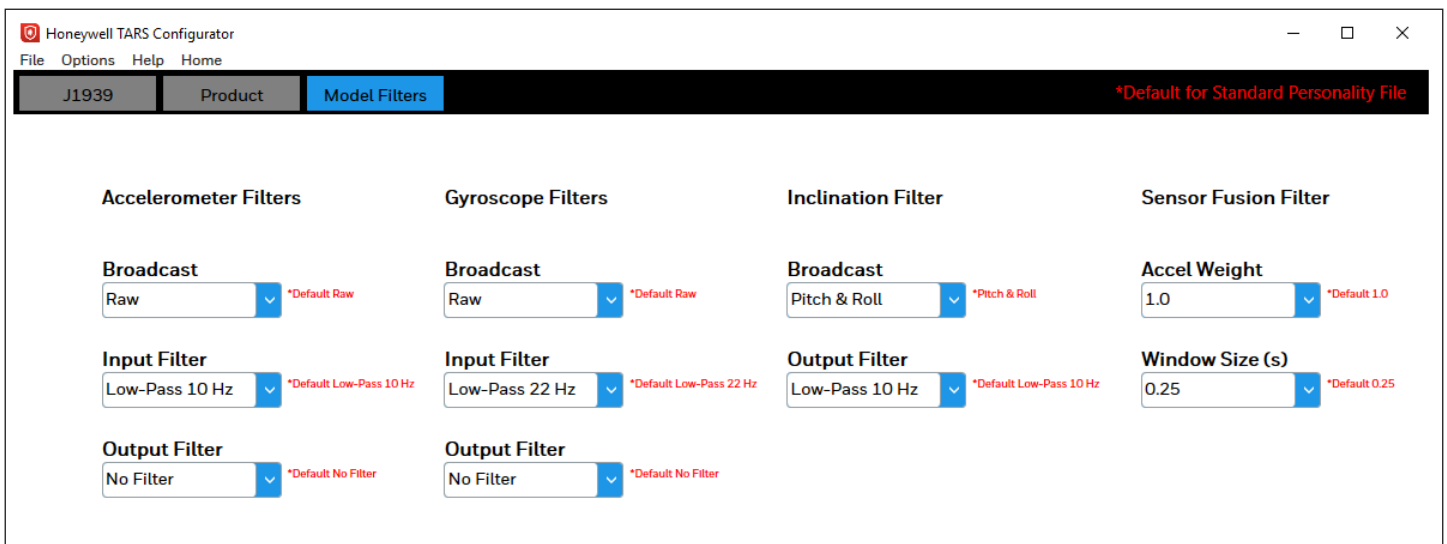 Honeywell TARS Configurator
File Options Help Home
J1939 Product Model Filters *Default for Standard Personality File
Accelerometer Filters Gyroscope Filters Inclination Filter Sensor Fusion Filter
Broadcast Broadcast Broadcast Accel Weight
Raw *Default Raw Raw *Default Raw Pitch & Roll *Pitch & Roll 1.0 *Default 1.0
Input Filter Input Filter Output Filter Window Size (s)
Low-Pass 10 Hz *Default Low-Pass 10 Hz Low-Pass 22 Hz *Default Low-Pass 22 Hz Low-Pass 10 Hz *Default Low-Pass 10 Hz 0.25 *Default 0.25
Output Filter Output Filter
No Filter *Default No Filter No Filter *Default No Filter